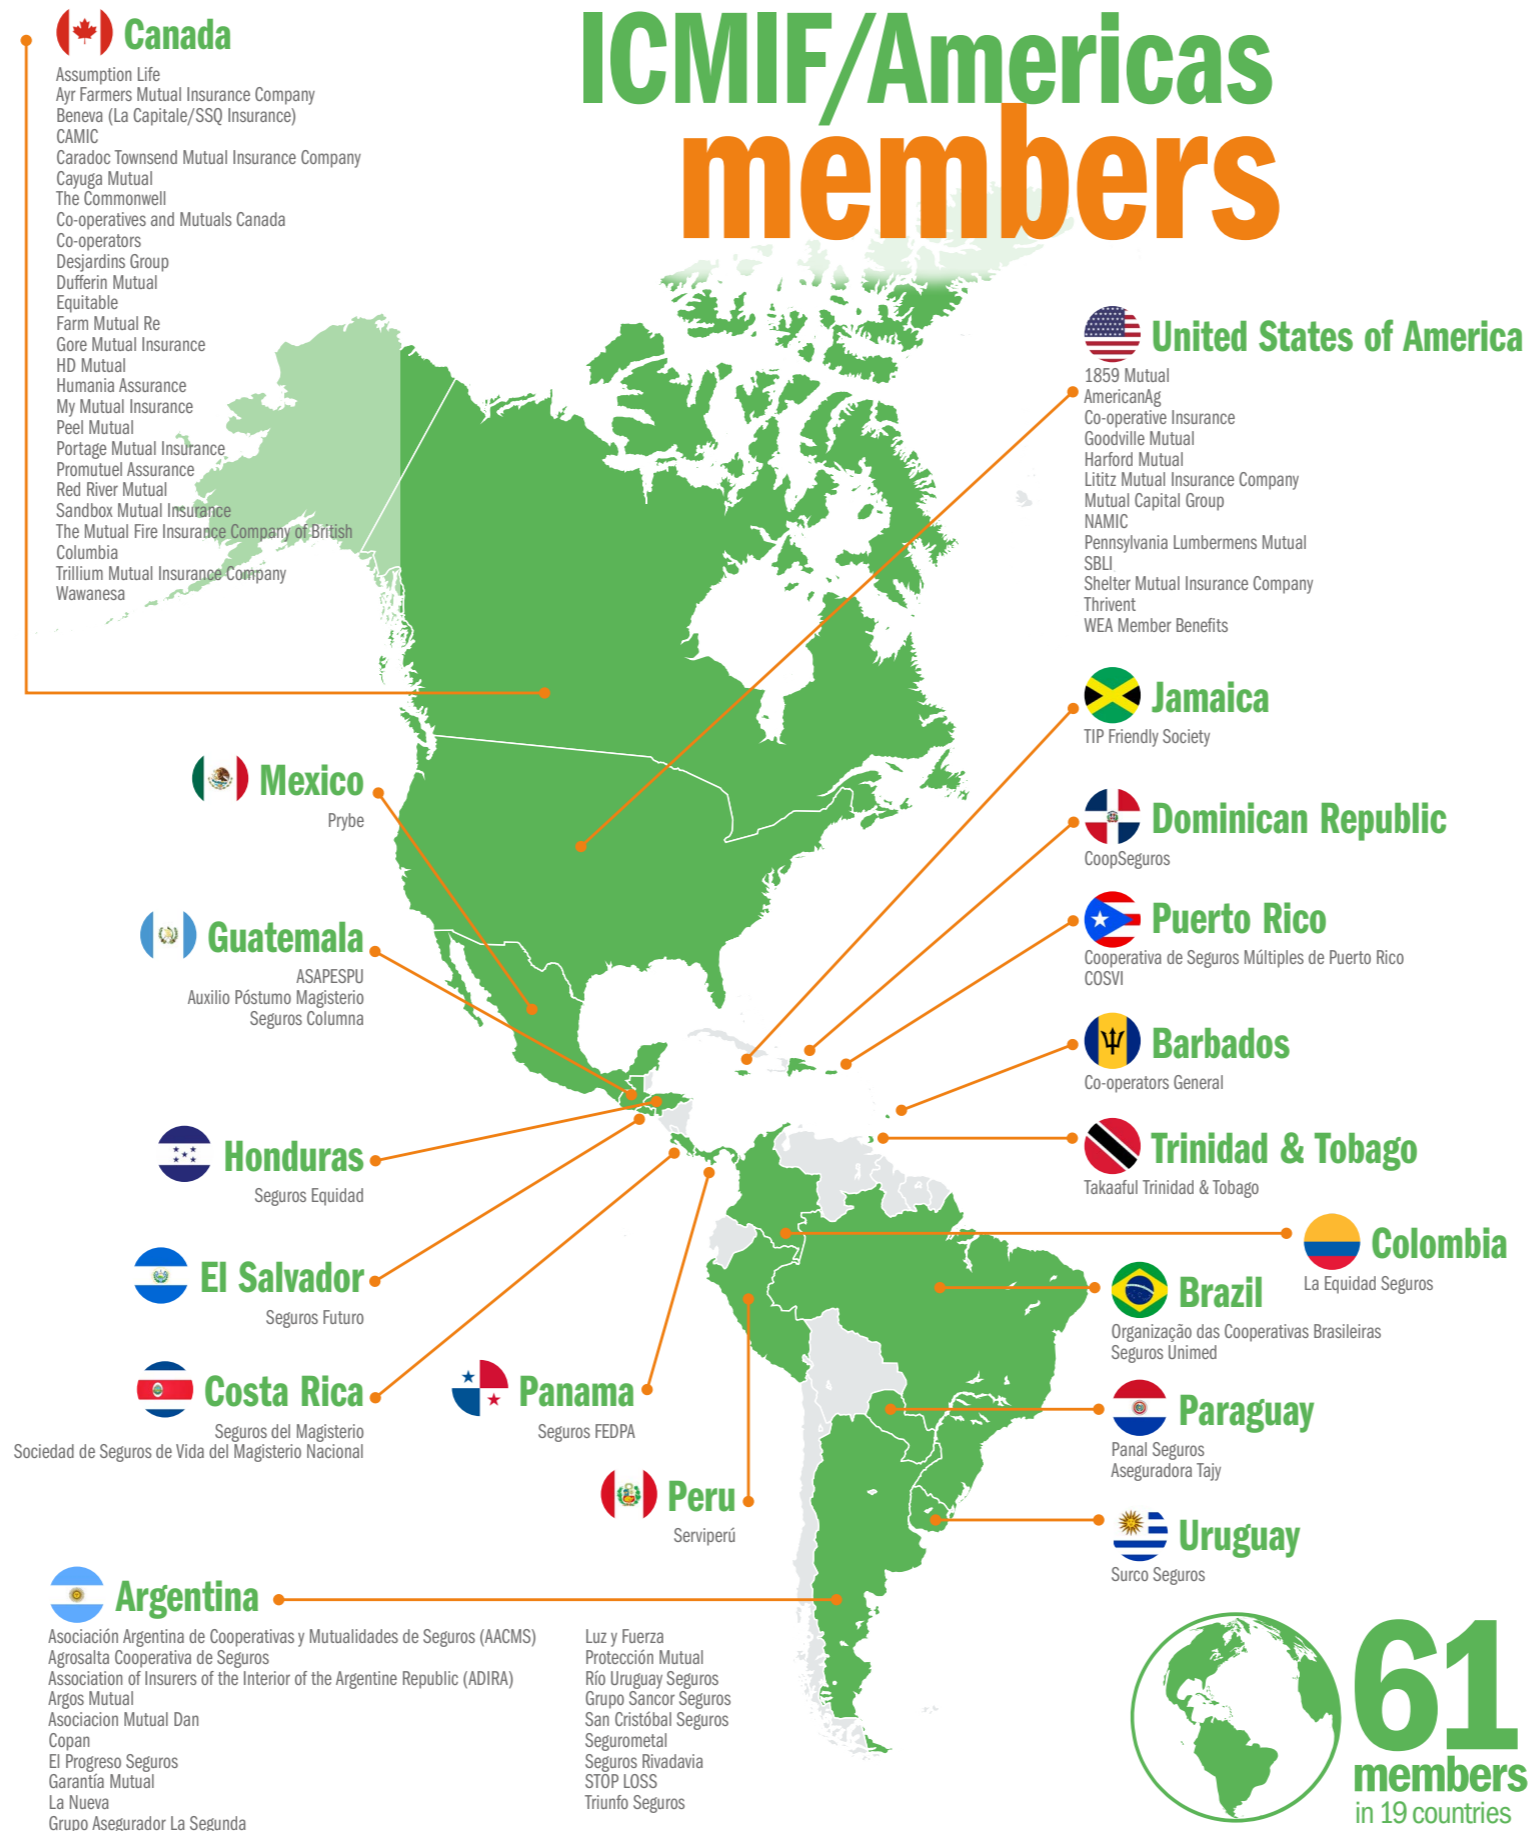 ICMIF/Americas
members
Canada
Assumption Life
Ayr Farmers Mutual Insurance Company
Beneva (La Capitale/SSQ Insurance)
CAMIC
Caradoc Townsend Mutual Insurance Company
Cayuga Mutual
The Commonwell
Co-operatives and Mutuals Canada
Co-operators
Desjardins Group
Dufferin Mutual
Equitable
Farm Mutual Re
Gore Mutual Insurance
HD Mutual
Humania Assurance
My Mutual Insurance
Peel Mutual
Portage Mutual Insurance
Promutuel Assurance
Red River Mutual
Sandbox Mutual Insurance
The Mutual Fire Insurance Company of British
Columbia
Trillium Mutual Insurance Company
Wawanesa
United States of America
1859 Mutual
AmericanAg
Co-operative Insurance
Goodville Mutual
Harford Mutual
Lititz Mutual Insurance Company
Mutual Capital Group
NAMIC
Pennsylvania Lumbermens Mutual
SBLI
Shelter Mutual Insurance Company
Thrivent
WEA Member Benefits
Jamaica
TIP Friendly Society
Mexico
Prybe
Dominican Republic
CoopSeguros
Puerto Rico
Cooperativa de Seguros Múltiples de Puerto Rico
COSVI
Guatemala
ASAPESPU
Auxilio Póstumo Magisterio
Seguros Columna
Barbados
Co-operators General
Honduras
Seguros Equidad
Trinidad & Tobago
Takaaful Trinidad & Tobago
Colombia
La Equidad Seguros
El Salvador
Seguros Futuro
Brazil
Organização das Cooperativas Brasileiras
Seguros Unimed
Costa Rica
Seguros del Magisterio
Sociedad de Seguros de Vida del Magisterio Nacional
Panama
Seguros FEDPA
Paraguay
Panal Seguros
Aseguradora Tajy
Peru
Serviperú
Uruguay
Surco Seguros
Argentina
Asociación Argentina de Cooperativas y Mutualidades de Seguros (AACMS)
Agrosalta Cooperativa de Seguros
Association of Insurers of the Interior of the Argentine Republic (ADIRA)
Argos Mutual
Asociacion Mutual Dan
Copan
El Progreso Seguros
Garantía Mutual
La Nueva
Grupo Asegurador La Segunda
Luz y Fuerza
Protección Mutual
Río Uruguay Seguros
Grupo Sancor Seguros
San Cristóbal Seguros
Segurometal
Seguros Rivadavia
STOP LOSS
Triunfo Seguros
61
members
in 19 countries